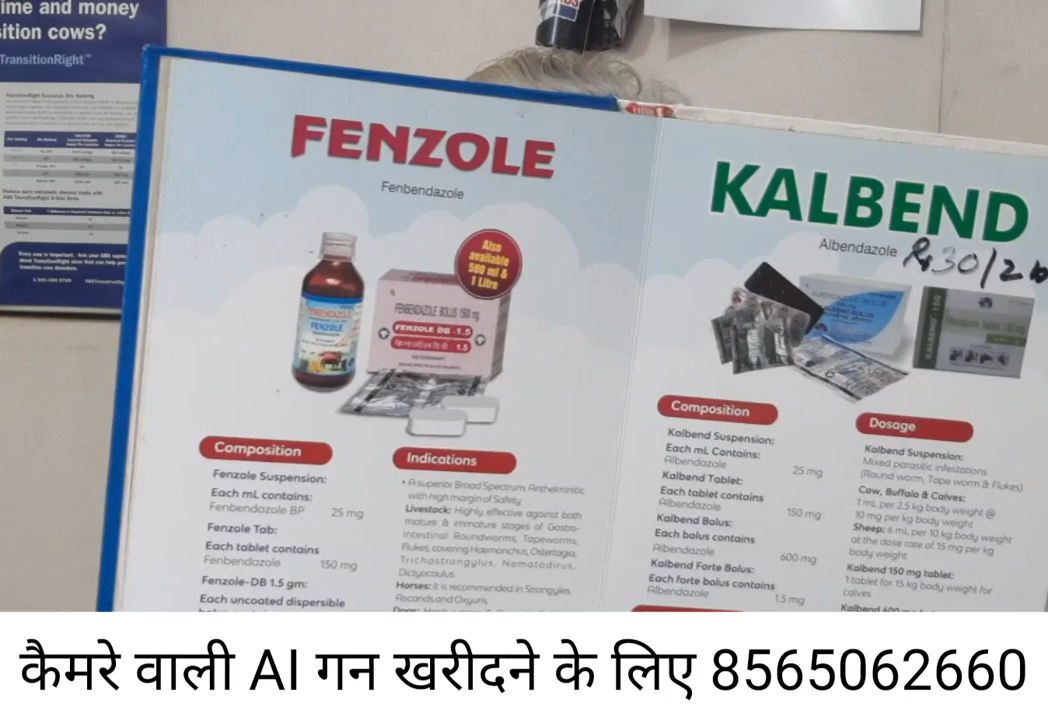 ime and money
sition cows?
TransitionRight™
FENZOLE
Fenbendazole
Also
available
500 ml &
1 Litre
FENBENDAZOLE
FENZOLE
FENBENDAZOLE BOLUS 1500 mg.
FENZOLE DB -1.5
Composition
Fenzole Suspension:
Each mL contains:
Fenbendazole BP 25 mg
Fenzole Tab:
Each tablet contains
Fenbendazole 150 mg
Fenzole-DB 1.5 gm:
Each uncoated dispersible
Indications
• A superior Broad Spectrum, Anthelmintic
with high margin of Safety
Livestock: Highly effective against both
mature & immature stages of Gastro-
intestinal Roundworms, Tapeworms,
Flukes, covering Haemonchus, Ostertagia,
Trichostrongylus, Nematodirus,
Dictyocaulus.
Horses: It is recommended in Strongyles,
Ascarids and Oxyuris.
KALBEND
Albendazole
KALBEND 150
Composition
Kalbend Suspension:
Each mL Contains:
Albendazole 25 mg
Kalbend Tablet:
Each tablet contains
Albendazole 150 mg
Kalbend Bolus:
Each bolus contains
Albendazole 600 mg
Kalbend Forte Bolus:
Each forte bolus contains
Albendazole 1.5 mg
Dosage
Kalbend Suspension:
Mixed parasitic infestations
(Round worm, Tape worm & Flukes)
Cow, Buffalo & Calves:
1 mL per 2.5 kg body weight @
10 mg per kg body weight
Sheep: 6 mL per 10 kg body weight
at the dose rate of 15 mg per kg
body weight
Kalbend 150 mg tablet:
1 tablet for 15 kg body weight for
calves
कैमरे वाली AI गन खरीदने के लिए 8565062660